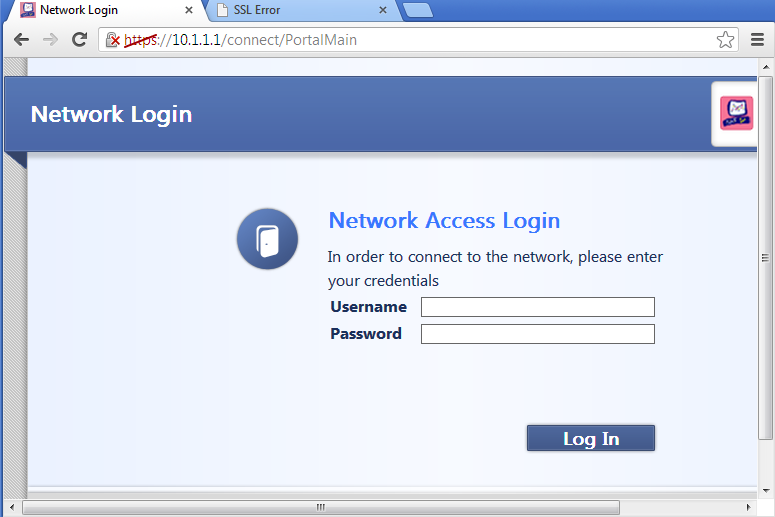 Network Login
SSL Error
https://10.1.1.1/connect/PortalMain
Network Login
Network Access Login
In order to connect to the network, please enter
your credentials
Username
Password
Log In